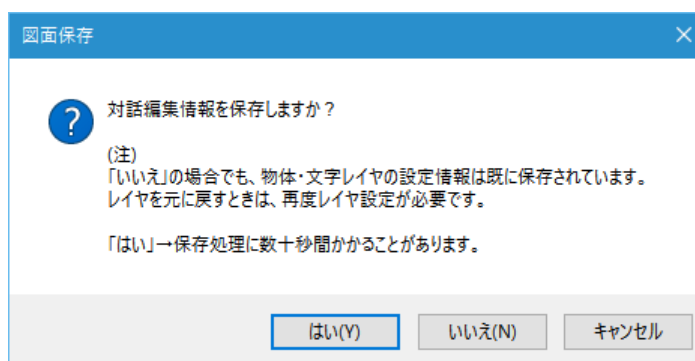 図面保存
対話編集情報を保存しますか？
(注)
「いいえ」の場合でも、物体・文字レイヤの設定情報は既に保存されています。
レイヤを元に戻すときは、再度レイヤ設定が必要です。
「はい」→保存処理に数十秒間かかることがあります。
はい(Y)
いいえ(N)
キャンセル